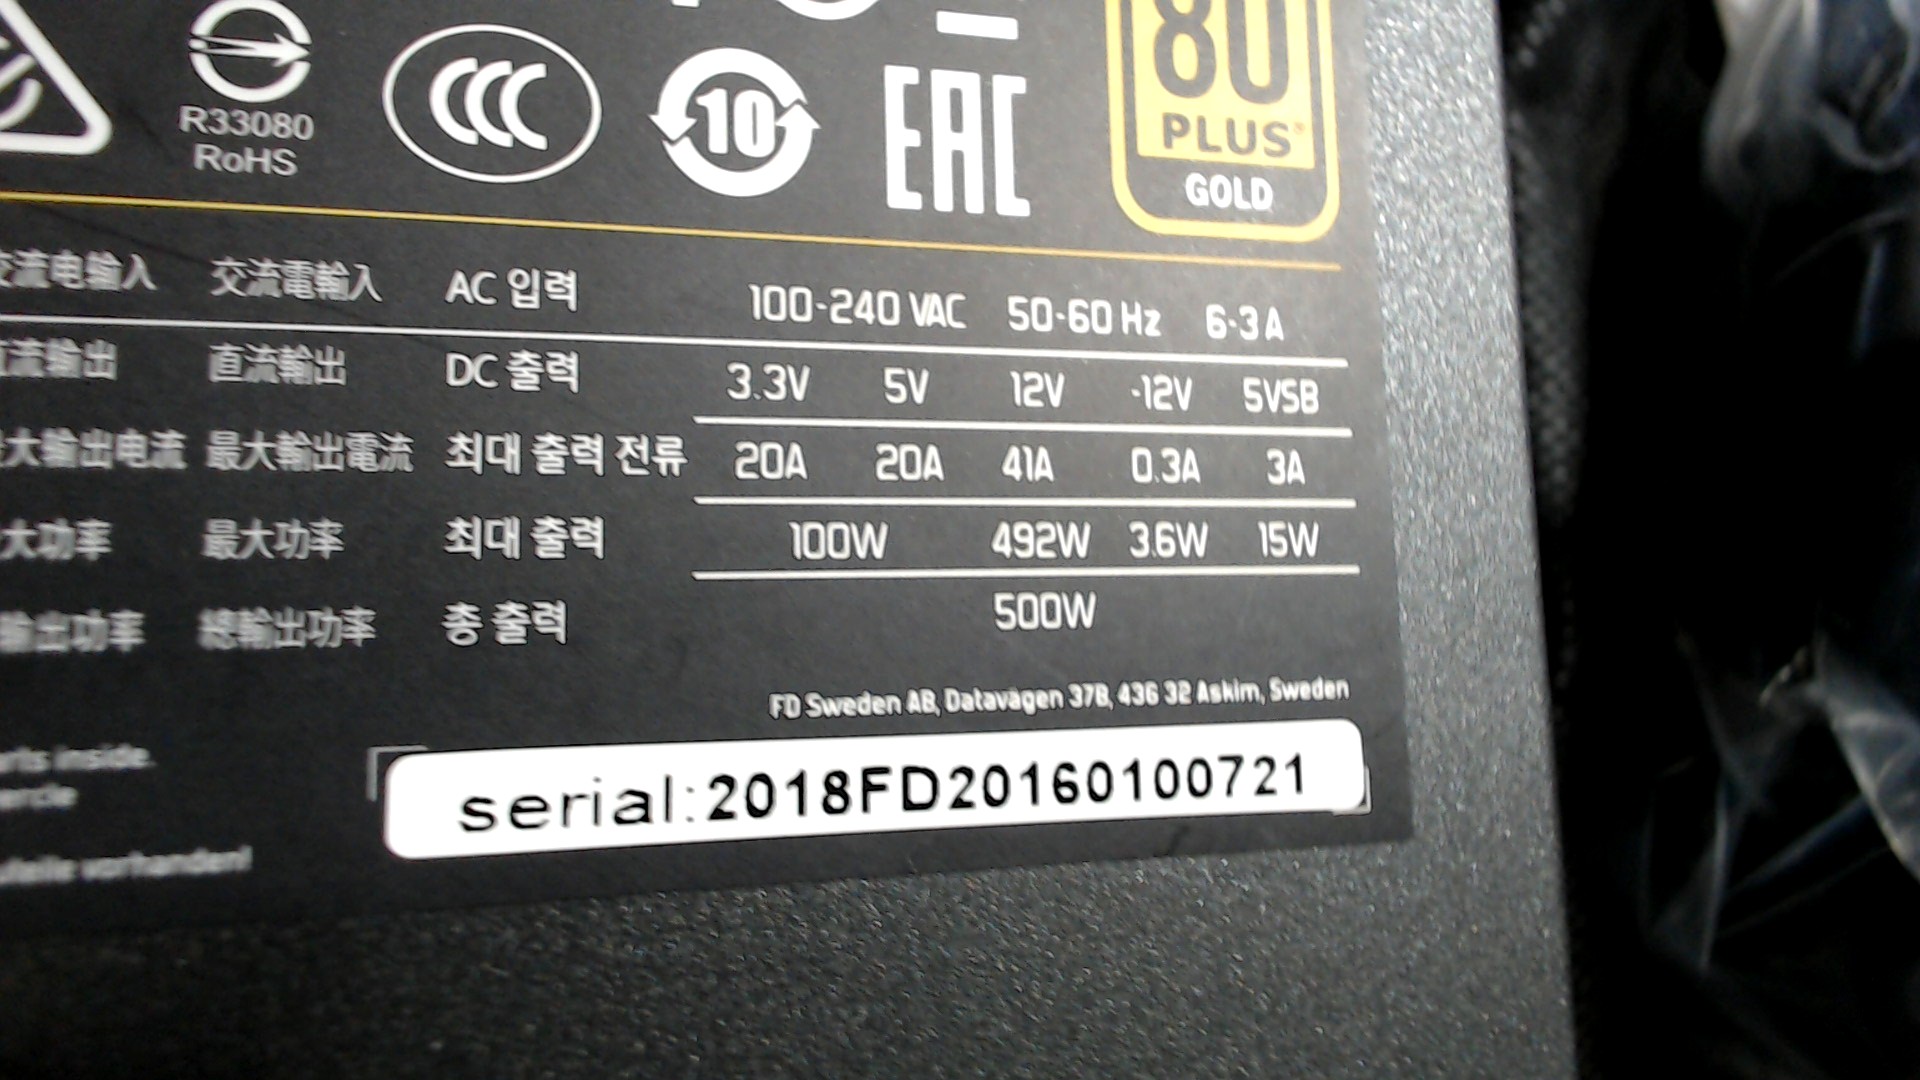 80
PLUS
GOLD
R33080
RoHS
CCC
10
EAC
交流电输入 交流電輸入 AC 입력 100-240 VAC 50-60 Hz 6-3 A
直流输出 直流輸出 DC 출력 3.3V 5V 12V -12V 5VSB
大输出电流 最大輸出電流 최대 출력 전류 20A 20A 41A 0.3A 3A
大功率 最大功率 최대 출력 100W 492W 3.6W 15W
输出功率 總輸出功率 총 출력 500W
FD Sweden AB, Datavägen 37B, 436 32 Askim, Sweden
inside.
serial:2018FD20160100721
vorhanden!